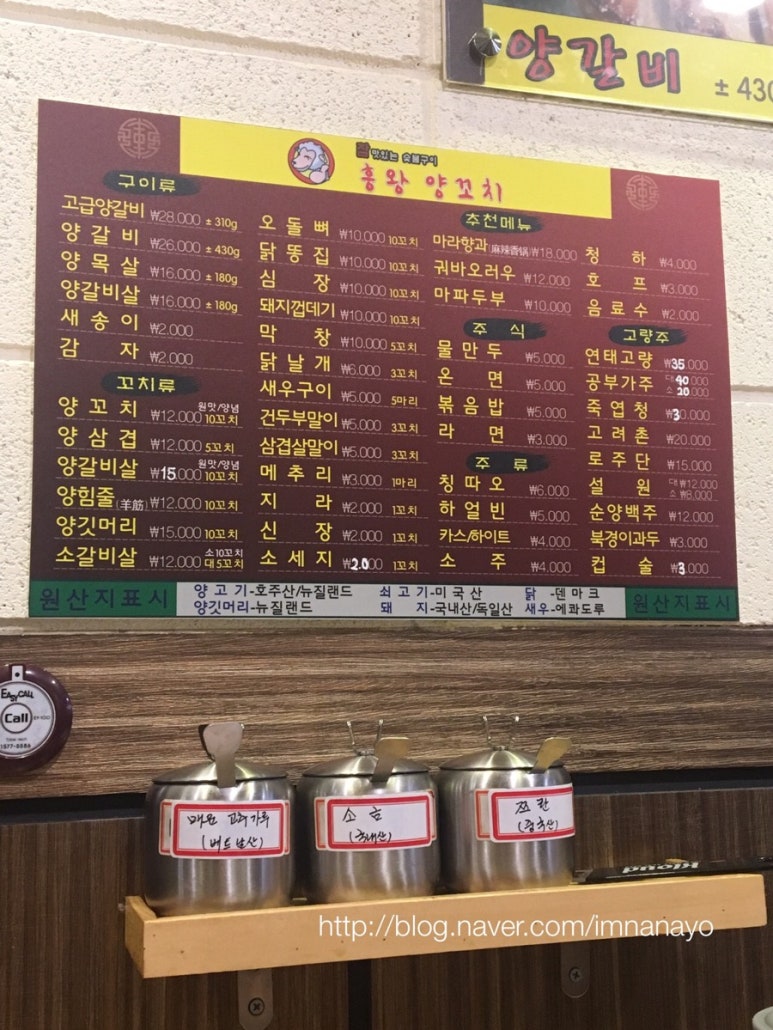 양갈비 ± 430
참 맛있는 숯불구이
홍왕 양꼬치
구이류
고급양갈비 ₩28.000 ± 310g
양갈비 ₩26.000 ± 430g
양목살 ₩16.000 ± 180g
양갈비살 ₩16.000 ± 180g
새송이 ₩2.000
감자 ₩2.000
꼬치류
양꼬치 ₩12.000 원맛/양념 10꼬치
양삼겹 ₩12.000 5꼬치
양갈비살 ₩15.000 원맛/양념 10꼬치
양힘줄(羊筋) ₩12.000 10꼬치
양깃머리 ₩15.000 10꼬치
소갈비살 ₩12.000 소10꼬치 대5꼬치
오돌뼈 ₩10.000 10꼬치
닭똥집 ₩10.000 10꼬치
심장 ₩10.000 10꼬치
돼지껍데기 ₩10.000 10꼬치
막창 ₩10.000 5꼬치
닭날개 ₩6.000 3꼬치
새우구이 ₩5.000 5마리
건두부말이 ₩5.000 3꼬치
삼겹살말이 ₩5.000 3꼬치
메추리 ₩3.000 1마리
지라 ₩2.000 1꼬치
신장 ₩2.000 1꼬치
소세지 ₩2.000 1꼬치
추천메뉴
마라향과 麻辣香锅 ₩18.000
궈바오러우 ₩12.000
마파두부 ₩10.000
주식
물만두 ₩5.000
온면 ₩5.000
볶음밥 ₩5.000
라면 ₩3.000
주류
칭따오 ₩6.000
하얼빈 ₩5.000
카스/하이트 ₩4.000
소주 ₩4.000
청하 ₩4.000
호프 ₩3.000
음료수 ₩2.000
고량주
연태고량 ₩35.000
공부가주 대 40.000 소 20.000
죽엽청 ₩30.000
고려촌 ₩20.000
로주단 ₩15.000
설원 대 ₩12.000 소 ₩8.000
순양백주 ₩12.000
북경이과두 ₩3.000
컵술 ₩3.000
원산지표시
양고기-호주산/뉴질랜드 쇠고기-미국산 닭-덴마크
양깃머리-뉴질랜드 돼지-국내산/독일산 새우-에콰도루
원산지표시
EASY CALL
Call
1577-8686
매운 고추가루
(베트남산)
소금
(국내산)
쯔란
(중국산)
Kloud
http://blog.naver.com/imnanayo